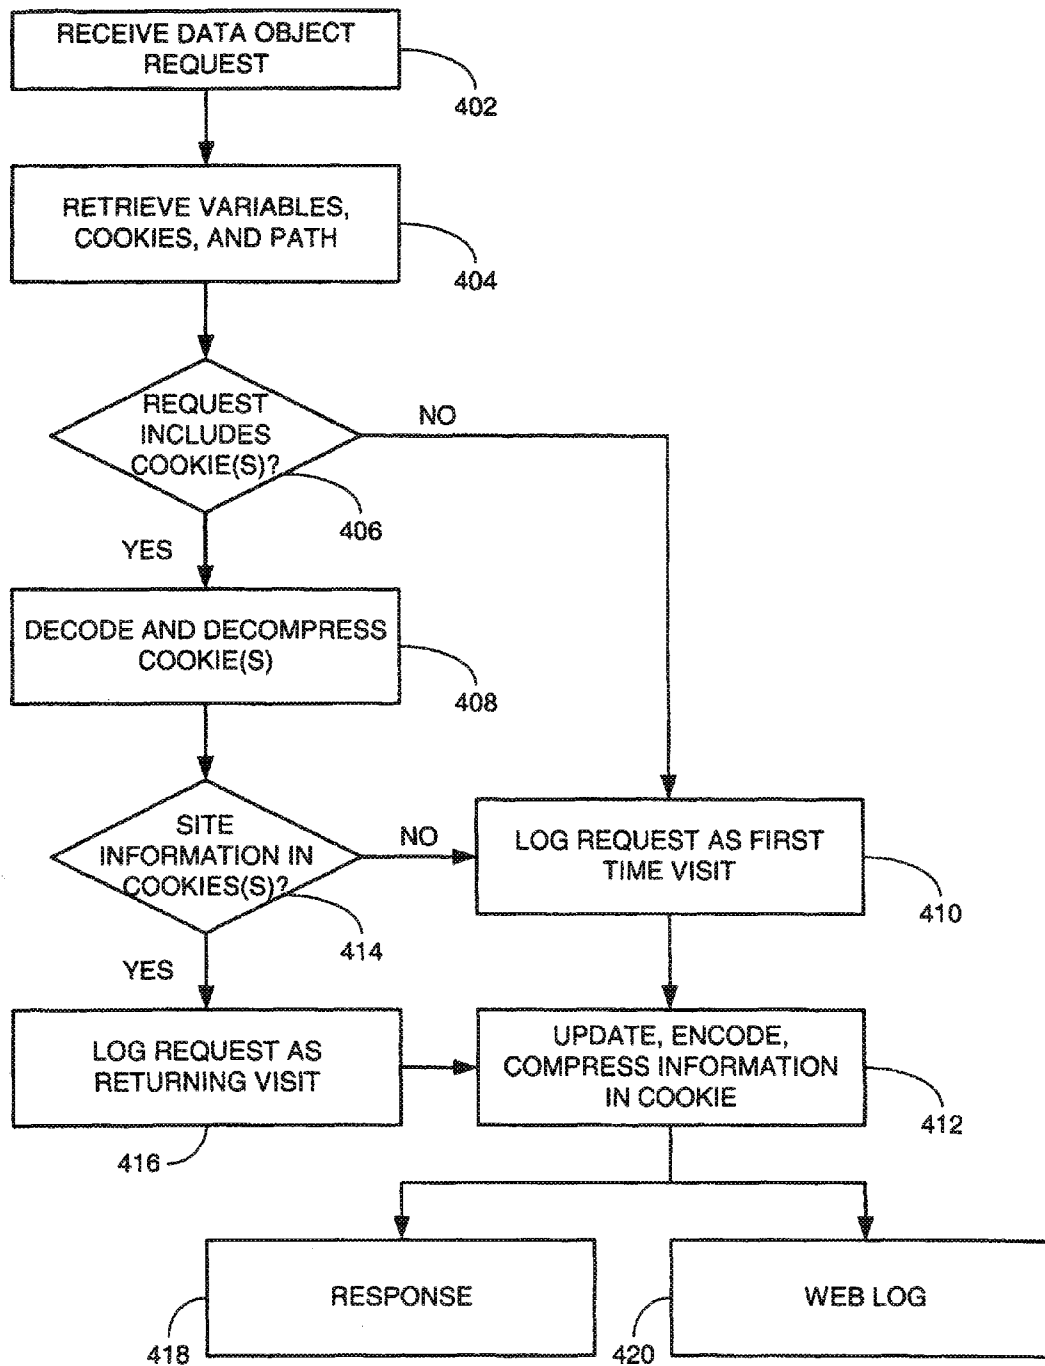 RECEIVE DATA OBJECT
REQUEST
402
RETRIEVE VARIABLES,
COOKIES, AND PATH
404
REQUEST
INCLUDES
COOKIE(S)?
NO
406
YES
DECODE AND DECOMPRESS
COOKIE(S)
408
SITE
INFORMATION IN
COOKIES(S)?
NO
414
LOG REQUEST AS FIRST
TIME VISIT
410
YES
LOG REQUEST AS
RETURNING VISIT
416
UPDATE, ENCODE,
COMPRESS INFORMATION
IN COOKIE
412
RESPONSE
418
WEB LOG
420